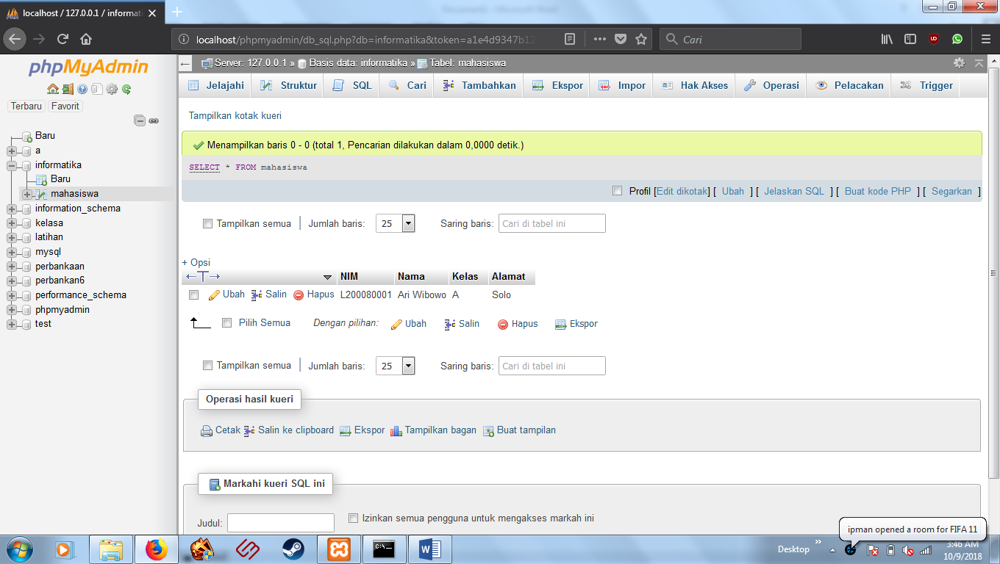 localhost / 127.0.0.1 / informati
localhost/phpmyadmin/db_sql.php?db=informatika&token=a1e4d9347b12
Cari
phpMyAdmin
Terbaru Favorit
Baru
a
informatika
Baru
mahasiswa
information_schema
kelasa
latihan
mysql
perbankaan
perbankan6
performance_schema
phpmyadmin
test
Server: 127.0.0.1 » Basis data: informatika » Tabel: mahasiswa
Jelajahi Struktur SQL Cari Tambahkan Ekspor Impor Hak Akses Operasi Pelacakan Trigger
Tampilkan kotak kueri
Menampilkan baris 0 - 0 (total 1, Pencarian dilakukan dalam 0,0000 detik.)
SELECT * FROM mahasiswa
Profil [Edit dikotak] [ Ubah ] [ Jelaskan SQL ] [ Buat kode PHP ] [ Segarkan ]
Tampilkan semua | Jumlah baris: 25 Saring baris: Cari di tabel ini
+ Opsi
←T→ NIM Nama Kelas Alamat
Ubah Salin Hapus L200080001 Ari Wibowo A Solo
Pilih Semua Dengan pilihan: Ubah Salin Hapus Ekspor
Tampilkan semua | Jumlah baris: 25 Saring baris: Cari di tabel ini
Operasi hasil kueri
Cetak Salin ke clipboard Ekspor Tampilkan bagan Buat tampilan
Markahi kueri SQL ini
Judul: Izinkan semua pengguna untuk mengakses markah ini
ipman opened a room for FIFA 11
Desktop » 3:46 AM
10/9/2018